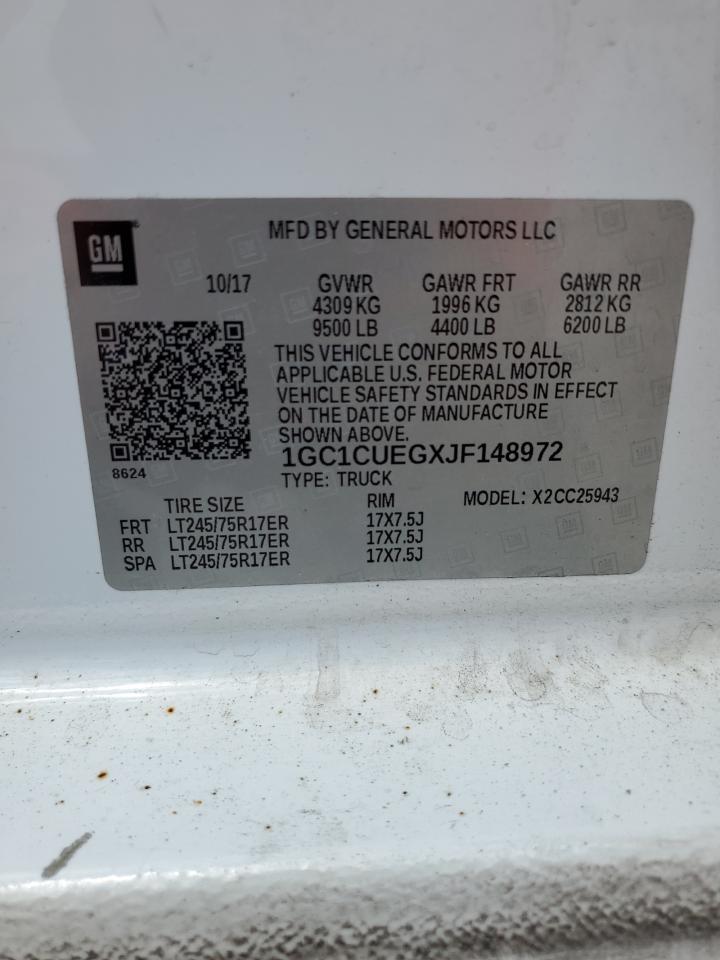 GM
MFD BY GENERAL MOTORS LLC
10/17 GVWR GAWR FRT GAWR RR
4309 KG 1996 KG 2812 KG
9500 LB 4400 LB 6200 LB
THIS VEHICLE CONFORMS TO ALL
APPLICABLE U.S. FEDERAL MOTOR
VEHICLE SAFETY STANDARDS IN EFFECT
ON THE DATE OF MANUFACTURE
SHOWN ABOVE.
1GC1CUEGXJF148972
8624
TYPE: TRUCK
TIRE SIZE RIM MODEL: X2CC25943
FRT LT245/75R17ER 17X7.5J
RR LT245/75R17ER 17X7.5J
SPA LT245/75R17ER 17X7.5J